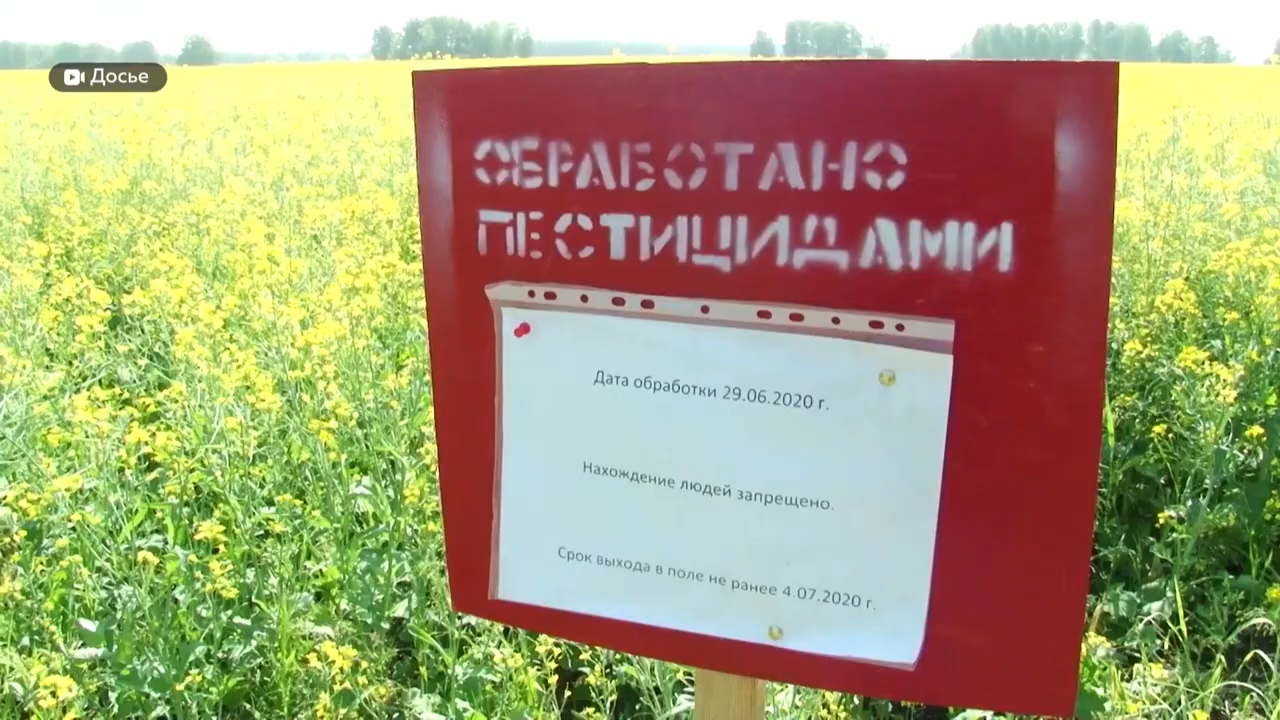 Досье
ОБРАБОТАНО
ПЕСТИЦИДАМИ
Дата обработки 29.06.2020 г.
Нахождение людей запрещено.
Срок выхода в поле не ранее 4.07.2020 г.